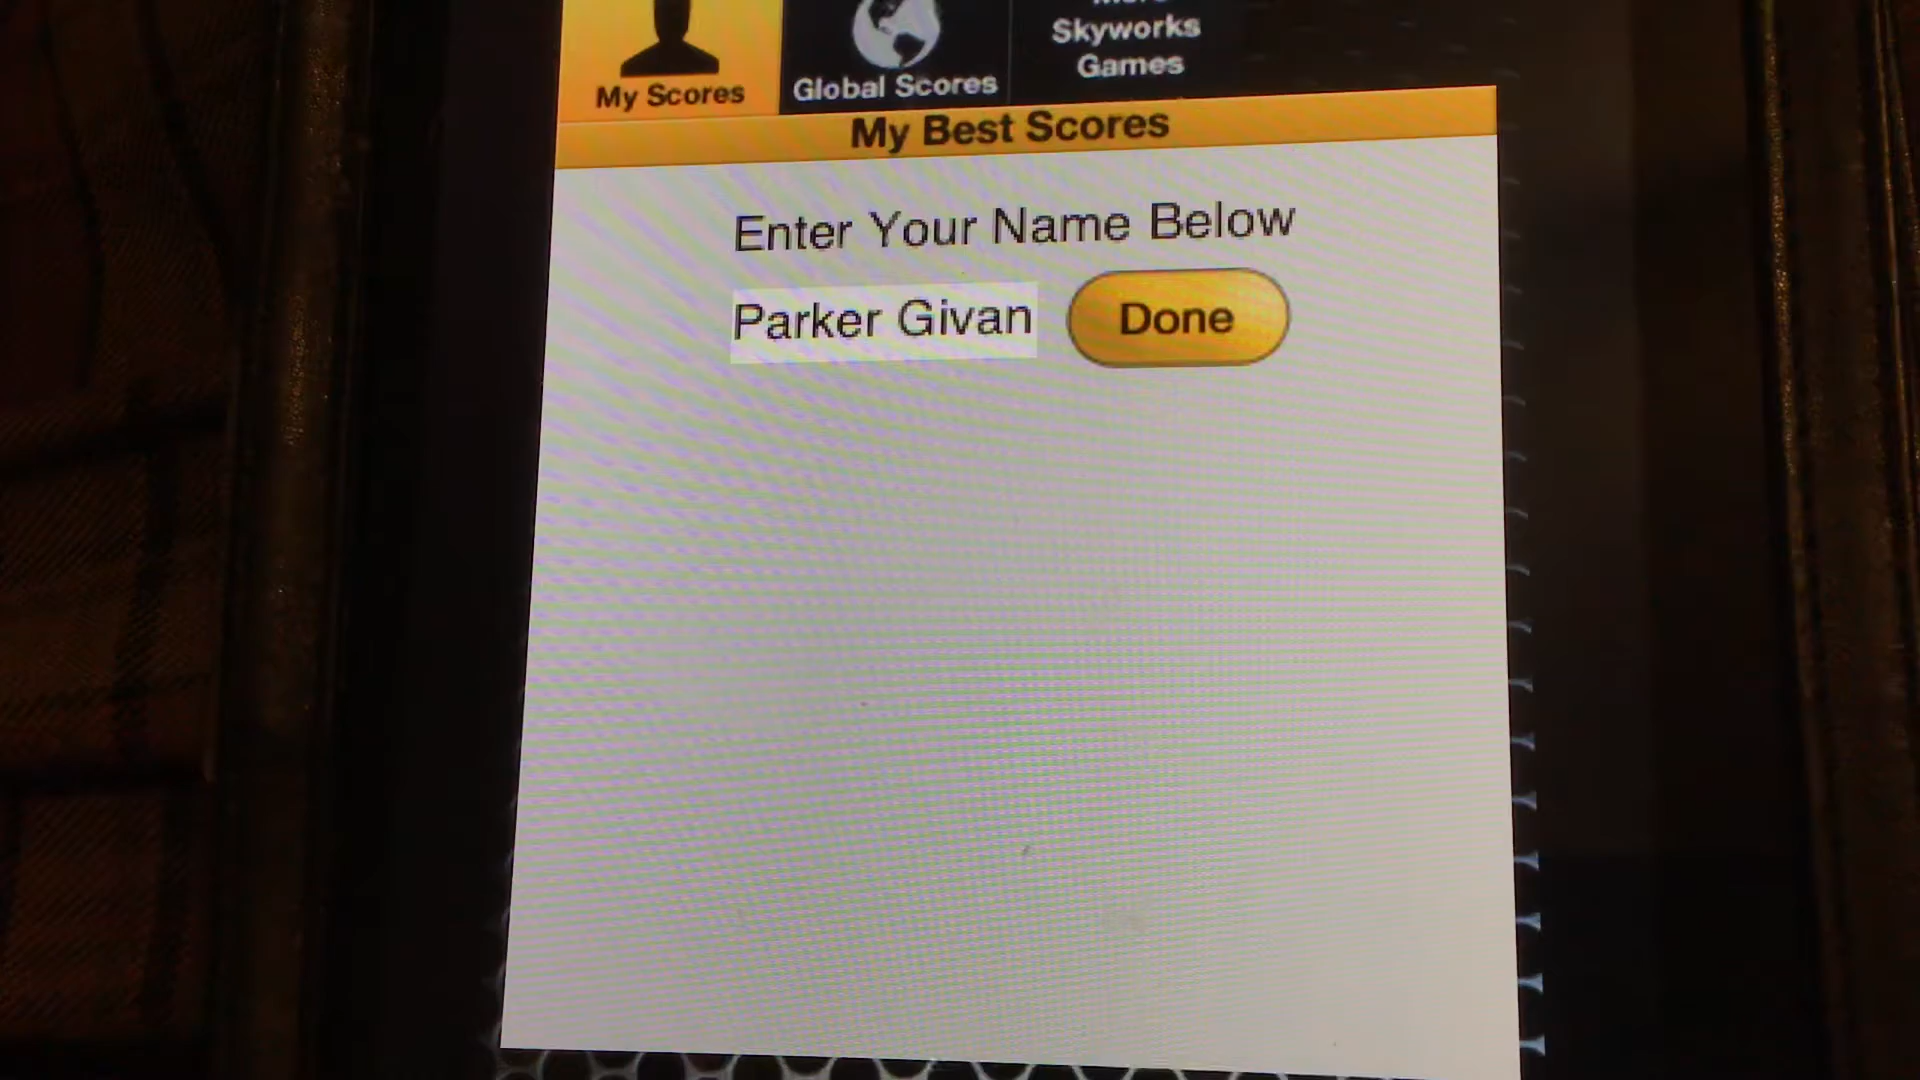 My Scores
Global Scores
Skyworks
Games
My Best Scores
Enter Your Name Below
Parker Givan
Done